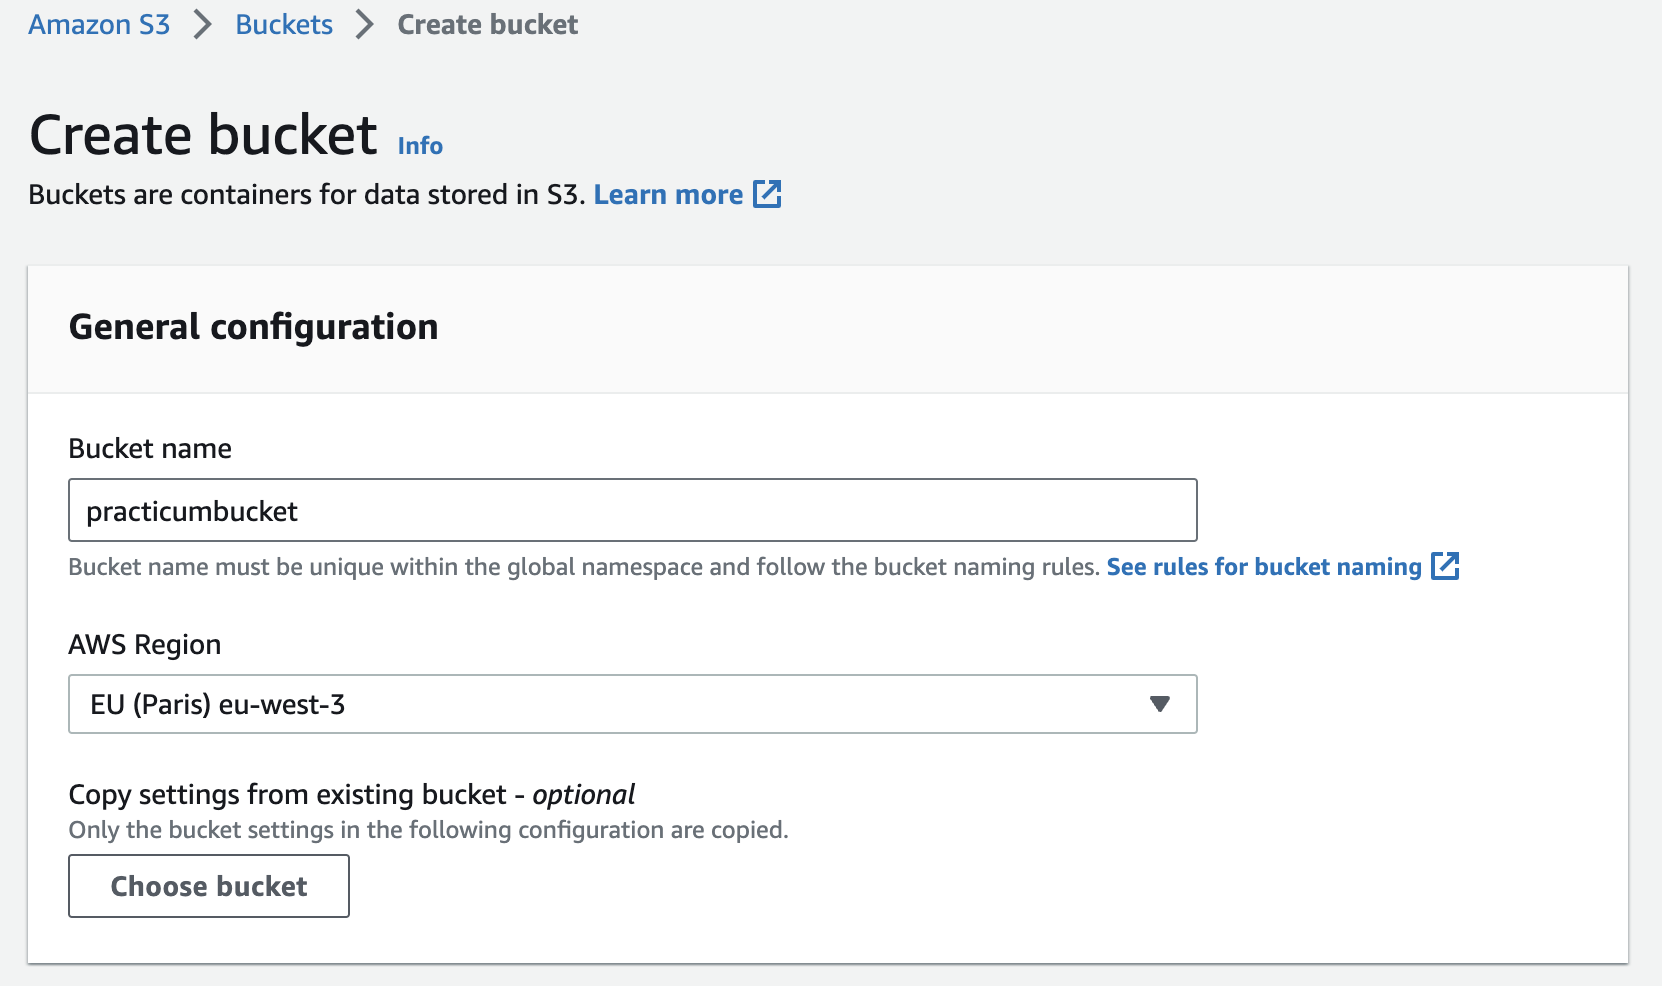 Amazon S3 > Buckets > Create bucket
Create bucket Info
Buckets are containers for data stored in S3. Learn more
General configuration
Bucket name
practicumbucket
Bucket name must be unique within the global namespace and follow the bucket naming rules. See rules for bucket naming
AWS Region
EU (Paris) eu-west-3
Copy settings from existing bucket - optional
Only the bucket settings in the following configuration are copied.
Choose bucket